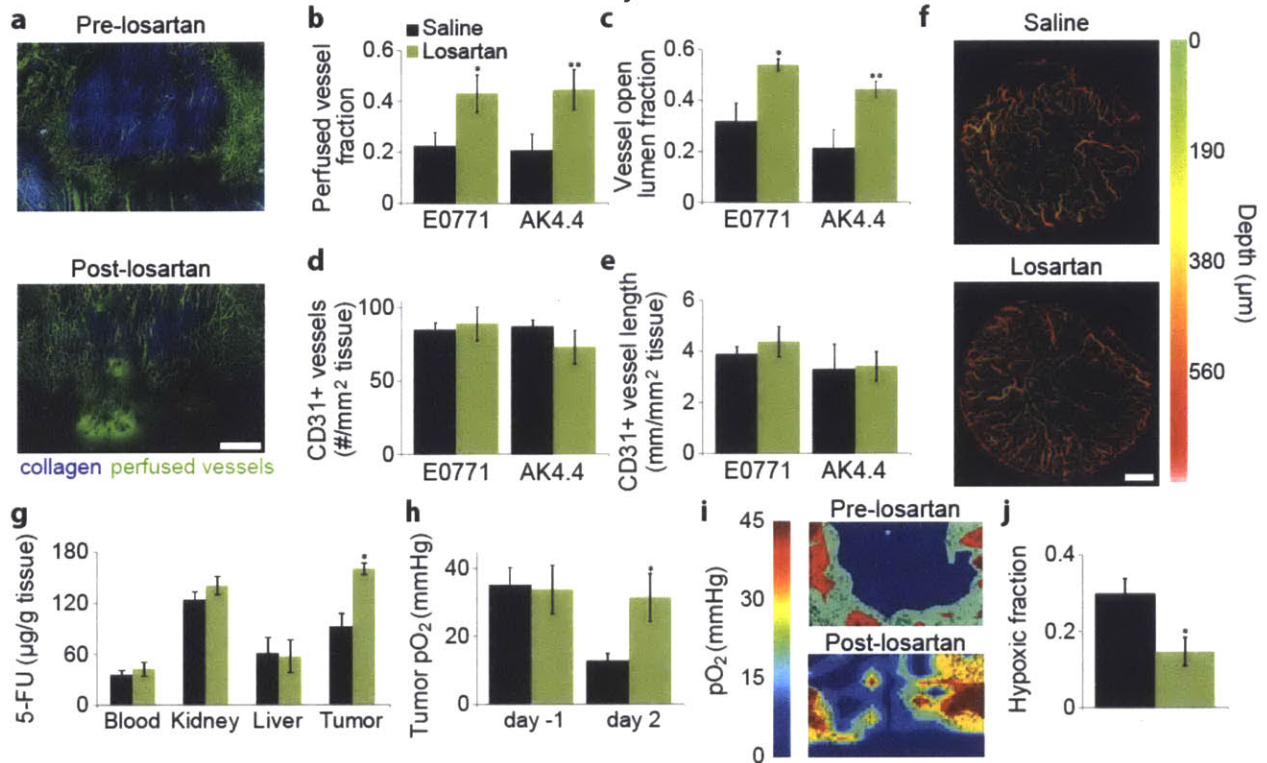 a
Pre-losartan
Post-losartan
collagen perfused vessels
b
Saline
Losartan
Perfused vessel
fraction
0.6
0.4
0.2
0
*
**
E0771 AK4.4
c
Vessel open
lumen fraction
0.6
0.4
0.2
0
*
**
E0771 AK4.4
d
CD31+ vessels
(#/mm² tissue)
100
50
0
E0771 AK4.4
e
CD31+ vessel length
(mm/mm² tissue)
6
4
2
0
E0771 AK4.4
f
Saline
Losartan
0
190
380
560
Depth (µm)
g
5-FU (µg/g tissue)
180
120
60
0
*
Blood Kidney Liver Tumor
h
Tumor pO₂ (mmHg)
40
20
0
*
day -1 day 2
i
pO₂ (mmHg)
45
30
15
0
Pre-losartan
Post-losartan
j
Hypoxic fraction
0.4
0.2
0
*